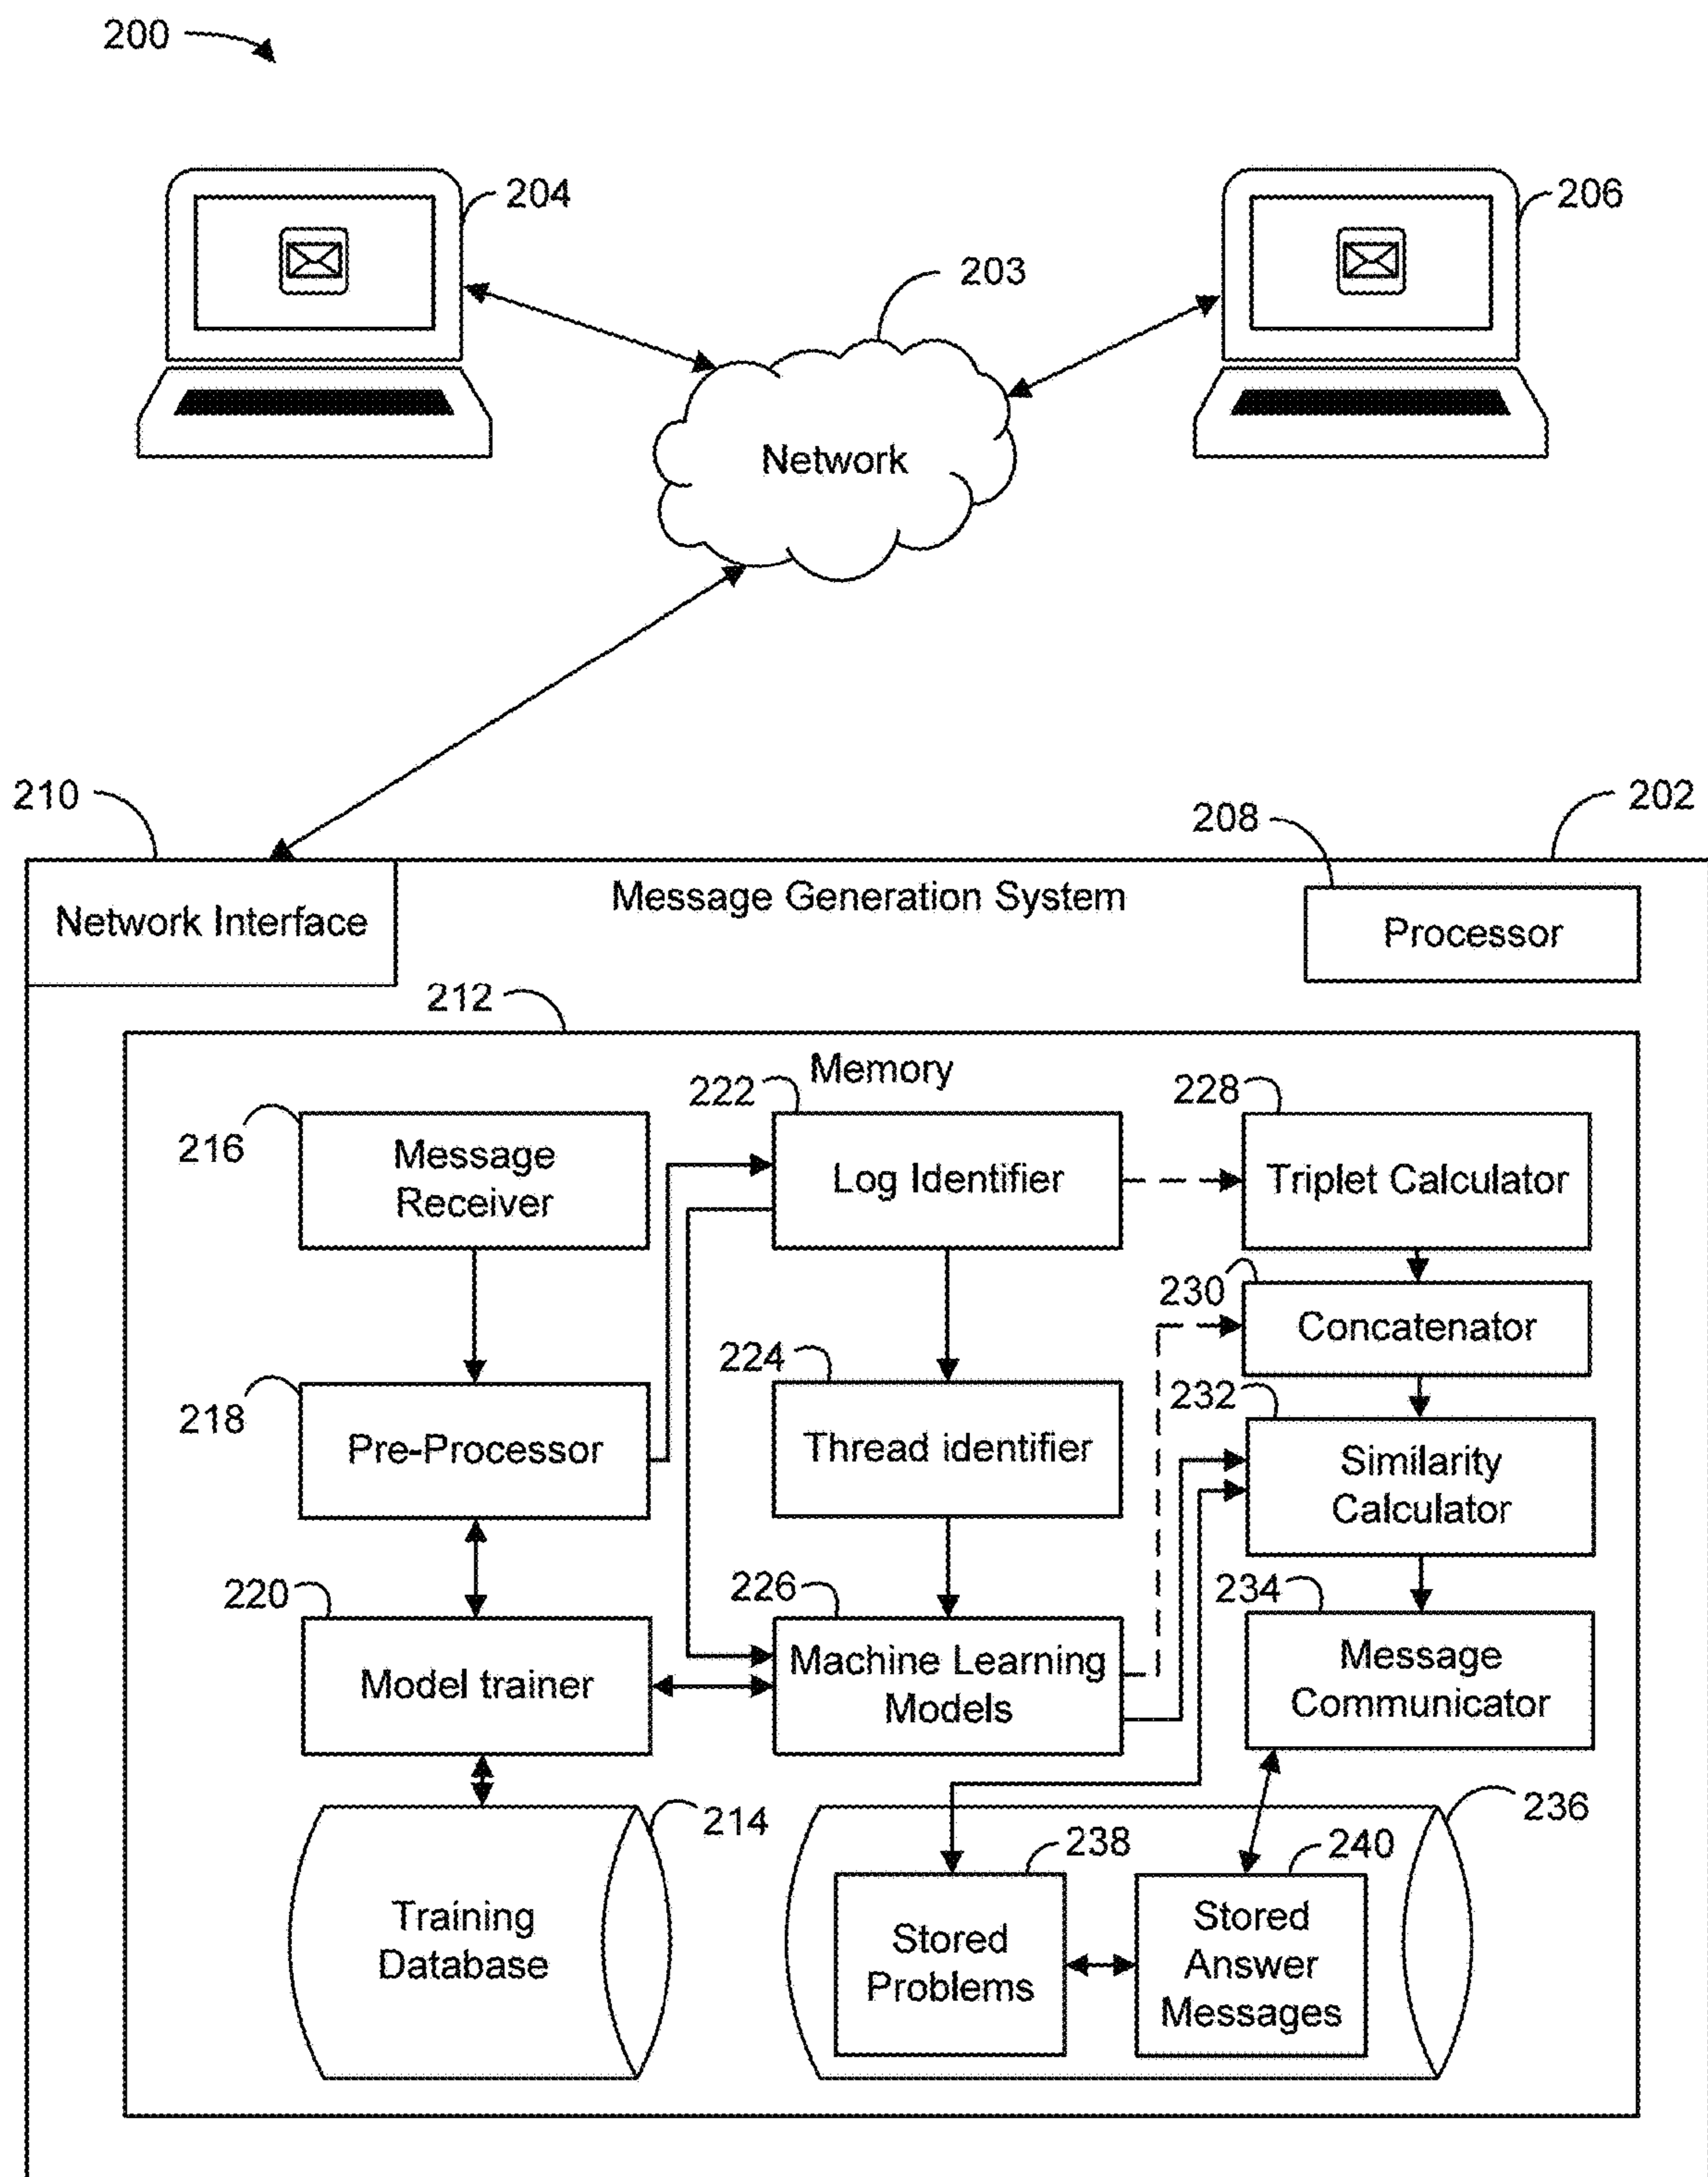 200
204
206
203
Network
210
202
208
Network Interface
Message Generation System
Processor
212
Memory
222
228
216
Message
Receiver
Log Identifier
Triplet Calculator
230
Concatenator
224
232
218
Pre-Processor
Thread identifier
Similarity
Calculator
220
226
234
Model trainer
Machine Learning
Models
Message
Communicator
214
236
238
240
Training
Database
Stored
Problems
Stored
Answer
Messages